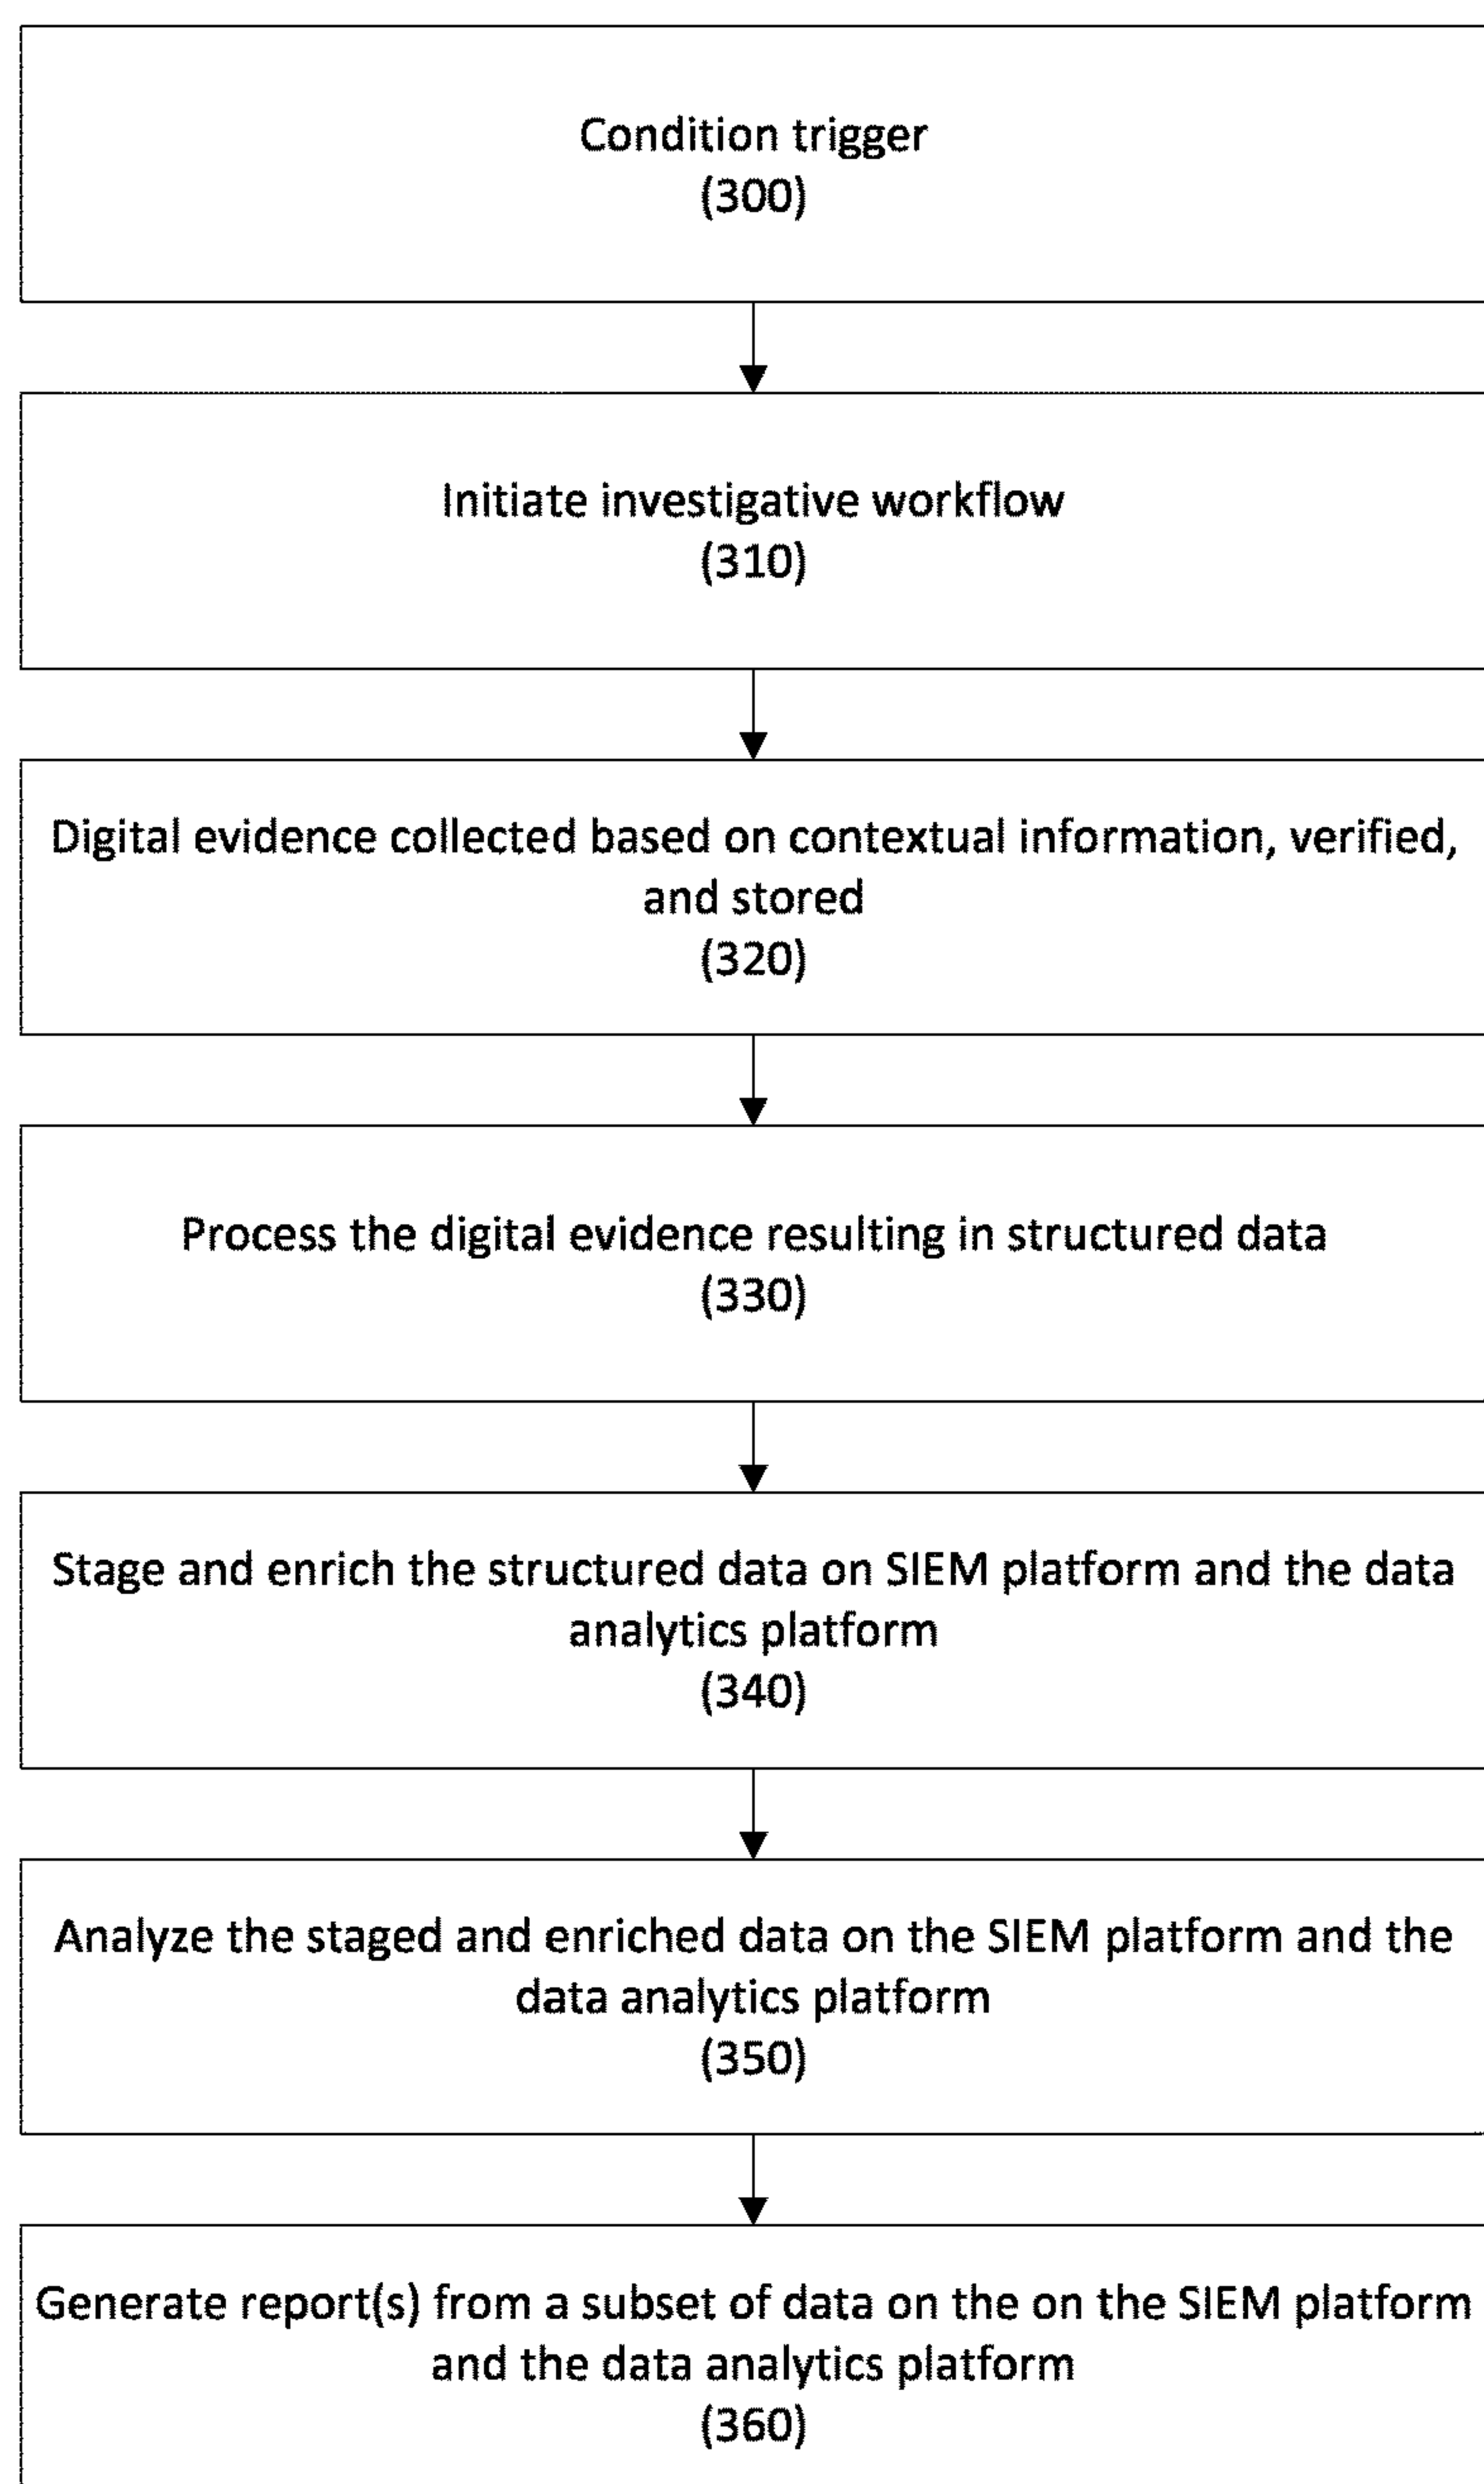 Condition trigger
(300)
Initiate investigative workflow
(310)
Digital evidence collected based on contextual information, verified,
and stored
(320)
Process the digital evidence resulting in structured data
(330)
Stage and enrich the structured data on SIEM platform and the data
analytics platform
(340)
Analyze the staged and enriched data on the SIEM platform and the
data analytics platform
(350)
Generate report(s) from a subset of data on the on the SIEM platform
and the data analytics platform
(360)